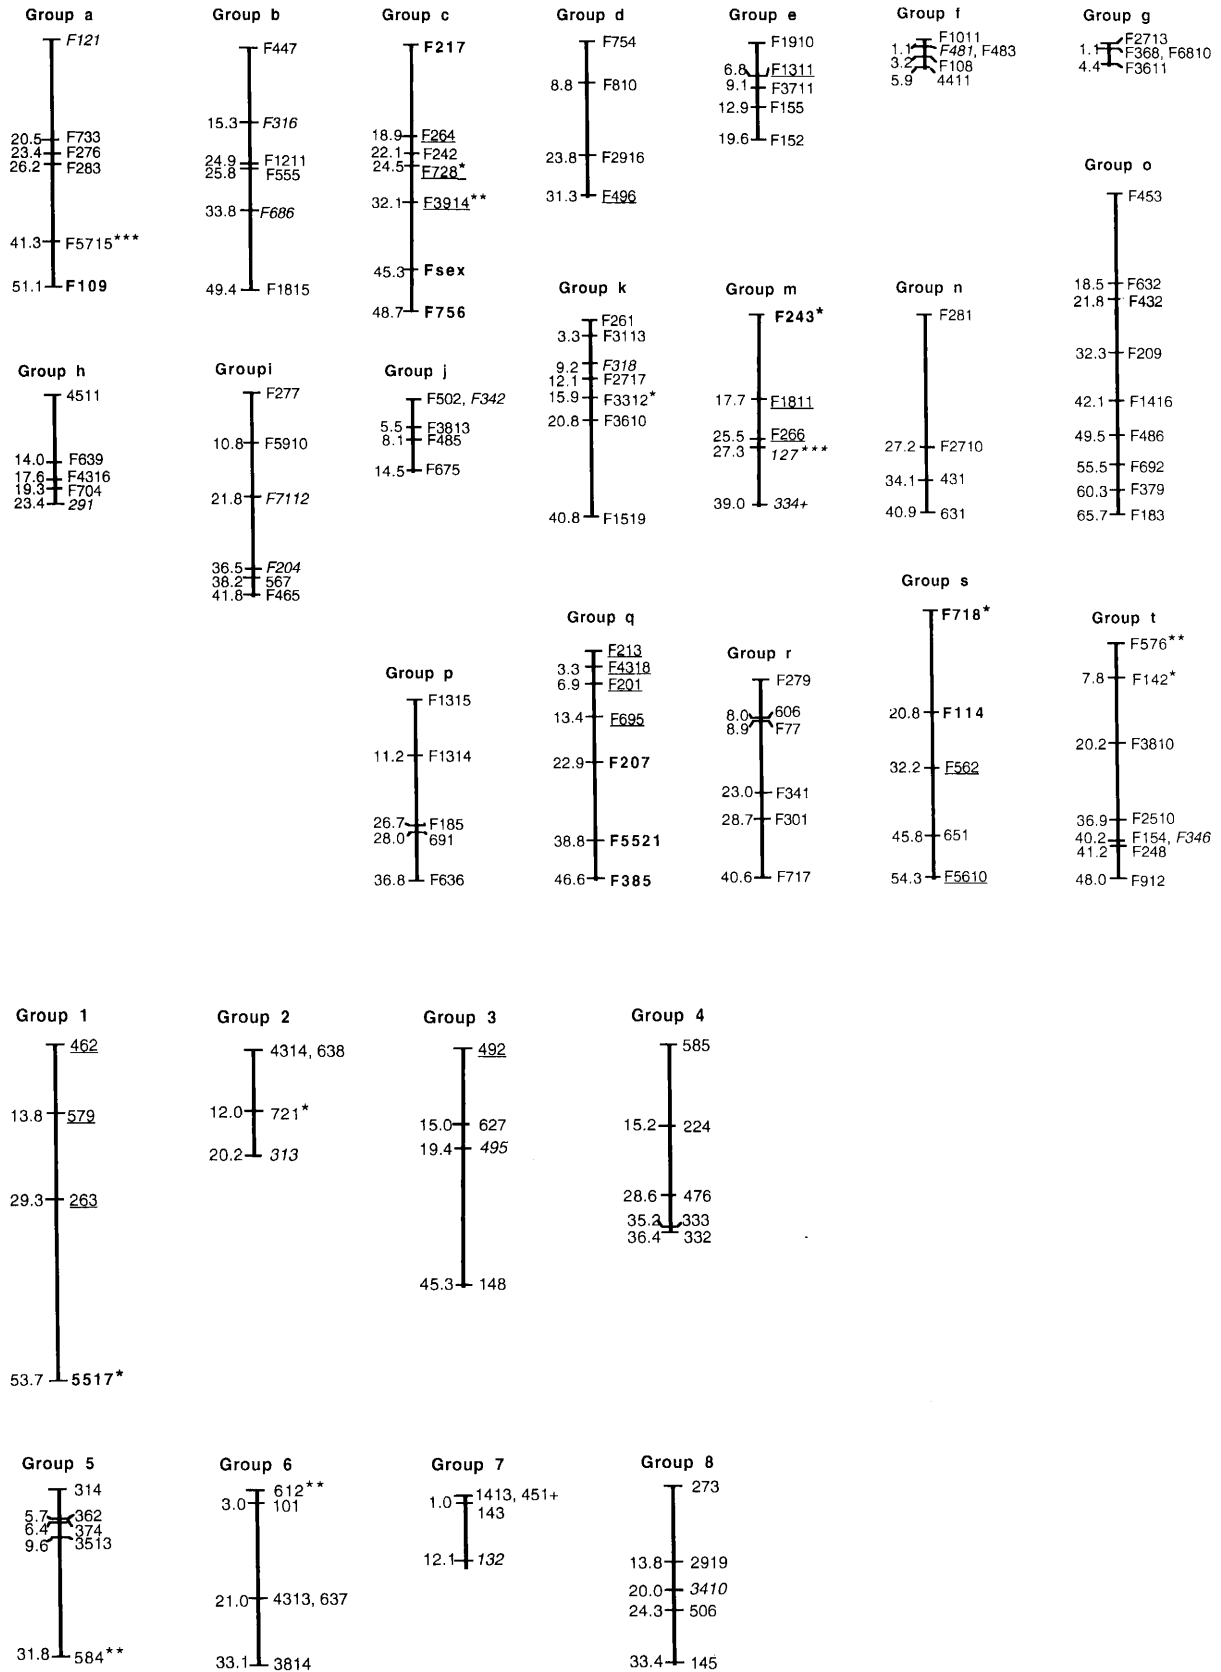 Group a
F121
20.5 F733
23.4 F276
26.2 F283
41.3 F5715***
51.1 F109
Group b
F447
15.3 F316
24.9 F1211
25.8 F555
33.8 F686
49.4 F1815
Group c
F217
18.9 F264
22.1 F242
24.5 F728*
32.1 F3914**
45.3 Fsex
48.7 F756
Group d
F754
8.8 F810
23.8 F2916
31.3 F496
Group e
F1910
6.8 F1311
9.1 F3711
12.9 F155
19.6 F152
Group f
F1011
1.1 F481, F483
3.2 F108
5.9 4411
Group g
F2713
1.1 F368, F6810
4.4 F3611
Group h
4511
14.0 F639
17.6 F4316
19.3 F704
23.4 291
Groupi
F277
10.8 F5910
21.8 F7112
36.5 F204
38.2 567
41.8 F465
Group j
F502, F342
5.5 F3813
8.1 F485
14.5 F675
Group k
F261
3.3 F3113
9.2 F318
12.1 F2717
15.9 F3312*
20.8 F3610
40.8 F1519
Group m
F243*
17.7 F1811
25.5 F266
27.3 127***
39.0 334+
Group n
F281
27.2 F2710
34.1 431
40.9 631
Group o
F453
18.5 F632
21.8 F432
32.3 F209
42.1 F1416
49.5 F486
55.5 F692
60.3 F379
65.7 F183
Group p
F1315
11.2 F1314
26.7 F185
28.0 691
36.8 F636
Group q
F213
3.3 F4318
6.9 F201
13.4 F695
22.9 F207
38.8 F5521
46.6 F385
Group r
F279
8.0 606
8.9 F77
23.0 F341
28.7 F301
40.6 F717
Group s
F718*
20.8 F114
32.2 F562
45.8 651
54.3 F5610
Group t
F576**
7.8 F142*
20.2 F3810
36.9 F2510
40.2 F154, F346
41.2 F248
48.0 F912
Group 1
462
13.8 579
29.3 263
53.7 5517*
Group 2
4314, 638
12.0 721*
20.2 313
Group 3
492
15.0 627
19.4 495
45.3 148
Group 4
585
15.2 224
28.6 476
35.2 333
36.4 332
Group 5
314
5.7 362
6.4 374
9.6 3513
31.8 584**
Group 6
612**
3.0 101
21.0 4313, 637
33.1 3814
Group 7
1413, 451+
1.0 143
12.1 132
Group 8
273
13.8 2919
20.0 3410
24.3 506
33.4 145